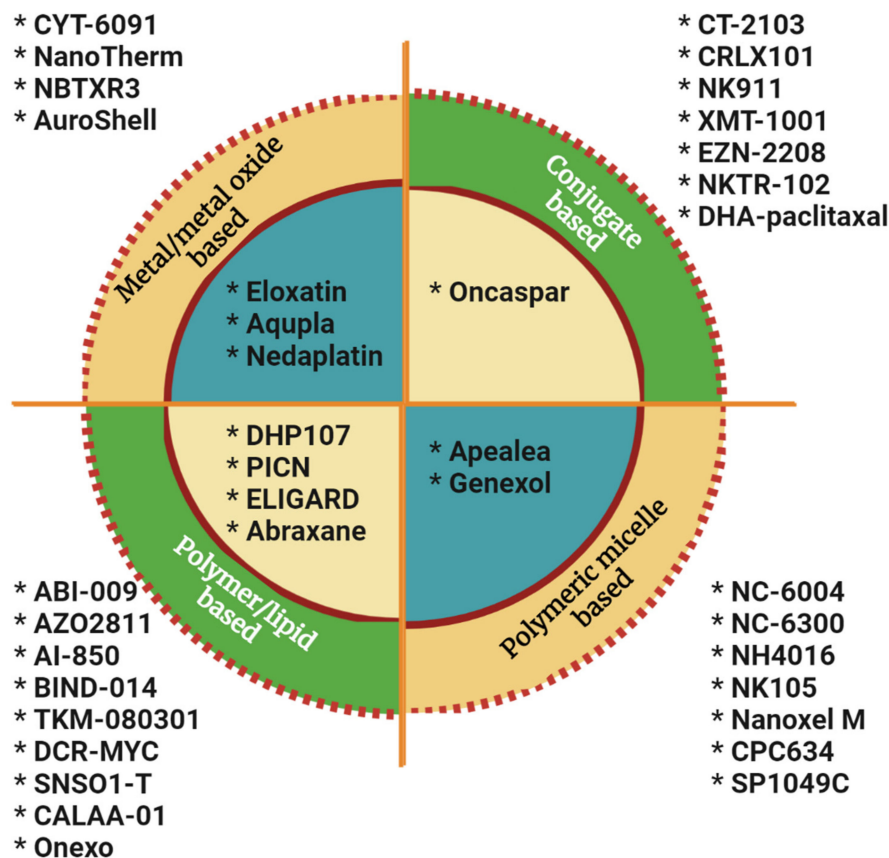 * CYT-6091
* NanoTherm
* NBTXR3
* AuroShell
* CT-2103
* CRLX101
* NK911
* XMT-1001
* EZN-2208
* NKTR-102
* DHA-paclitaxal
Metal/metal oxide
based
Conjugate
based
* Eloxatin
* Aqupla
* Nedaplatin
* Oncaspar
* DHP107
* PICN
* ELIGARD
* Abraxane
* Apealea
* Genexol
Polymer/lipid
based
Polymeric micelle
based
* ABI-009
* AZO2811
* AI-850
* BIND-014
* TKM-080301
* DCR-MYC
* SNSO1-T
* CALAA-01
* Onexo
* NC-6004
* NC-6300
* NH4016
* NK105
* Nanoxel M
* CPC634
* SP1049C